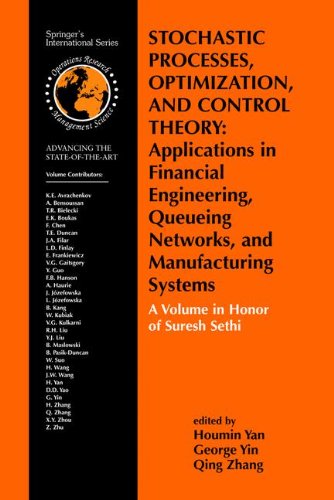 Springer's
International Series
Operations Research
Management Science
ADVANCING THE
STATE-OF-THE-ART
Volume Contributors:
K.E. Avrachenkov
A. Bensoussan
T.R. Bielecki
E.K. Boukas
F. Chen
T.E. Duncan
J.A. Filar
L.D. Finlay
E. Frankiewicz
V.G. Gaitsgory
Y. Guo
F.B. Hanson
A. Haurie
J. Józefowska
L. Józefowska
B. Kang
W. Kubiak
V.G. Kulkarni
R.H. Liu
Y.J. Liu
B. Maslowski
B. Pasik-Duncan
W. Suo
H. Wang
J.W. Wang
H. Yan
D.D. Yao
G. Yin
H. Zhang
Q. Zhang
X.Y. Zhou
Z. Zhu
STOCHASTIC
PROCESSES,
OPTIMIZATION,
AND CONTROL
THEORY:
Applications in
Financial
Engineering,
Queueing
Networks, and
Manufacturing
Systems
A Volume in Honor
of Suresh Sethi
edited by
Houmin Yan
George Yin
Qing Zhang